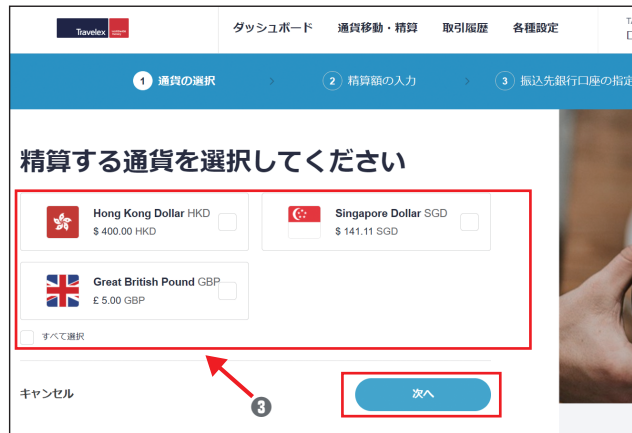 Travelex
ダッシュボード 通貨移動・精算 取引履歴 各種設定
1 通貨の選択 > 2 精算額の入力 > 3 振込先銀行口座の指定
精算する通貨を選択してください
Hong Kong Dollar HKD
$ 400.00 HKD
Singapore Dollar SGD
$ 141.11 SGD
Great British Pound GBP
£ 5.00 GBP
すべて選択
キャンセル
次へ
3